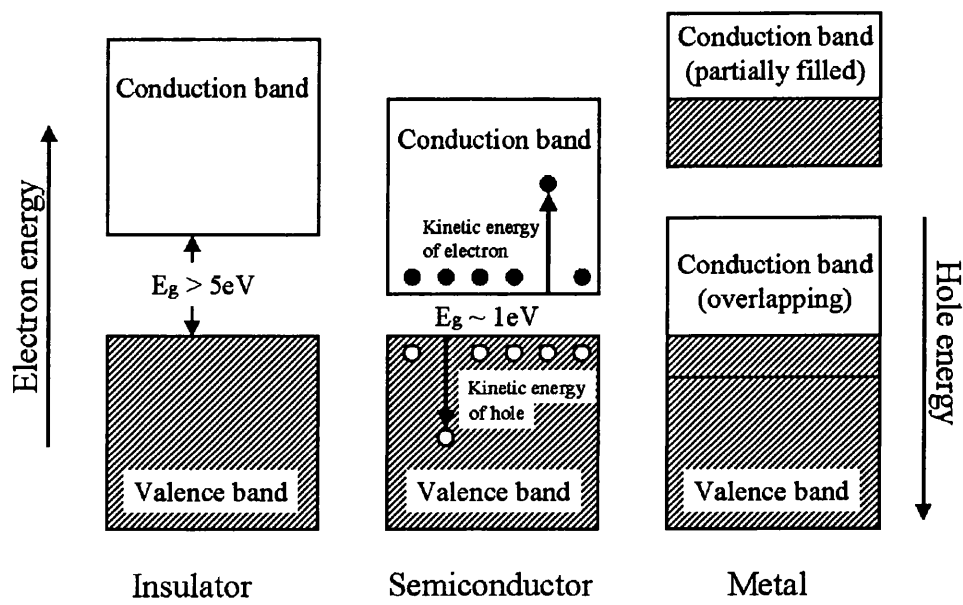 Electron energy
Conduction band
E_g > 5eV
Valence band
Insulator
Conduction band
Kinetic energy
of electron
E_g ~ 1eV
Kinetic energy
of hole
Valence band
Semiconductor
Conduction band
(partially filled)
Conduction band
(overlapping)
Valence band
Metal
Hole energy